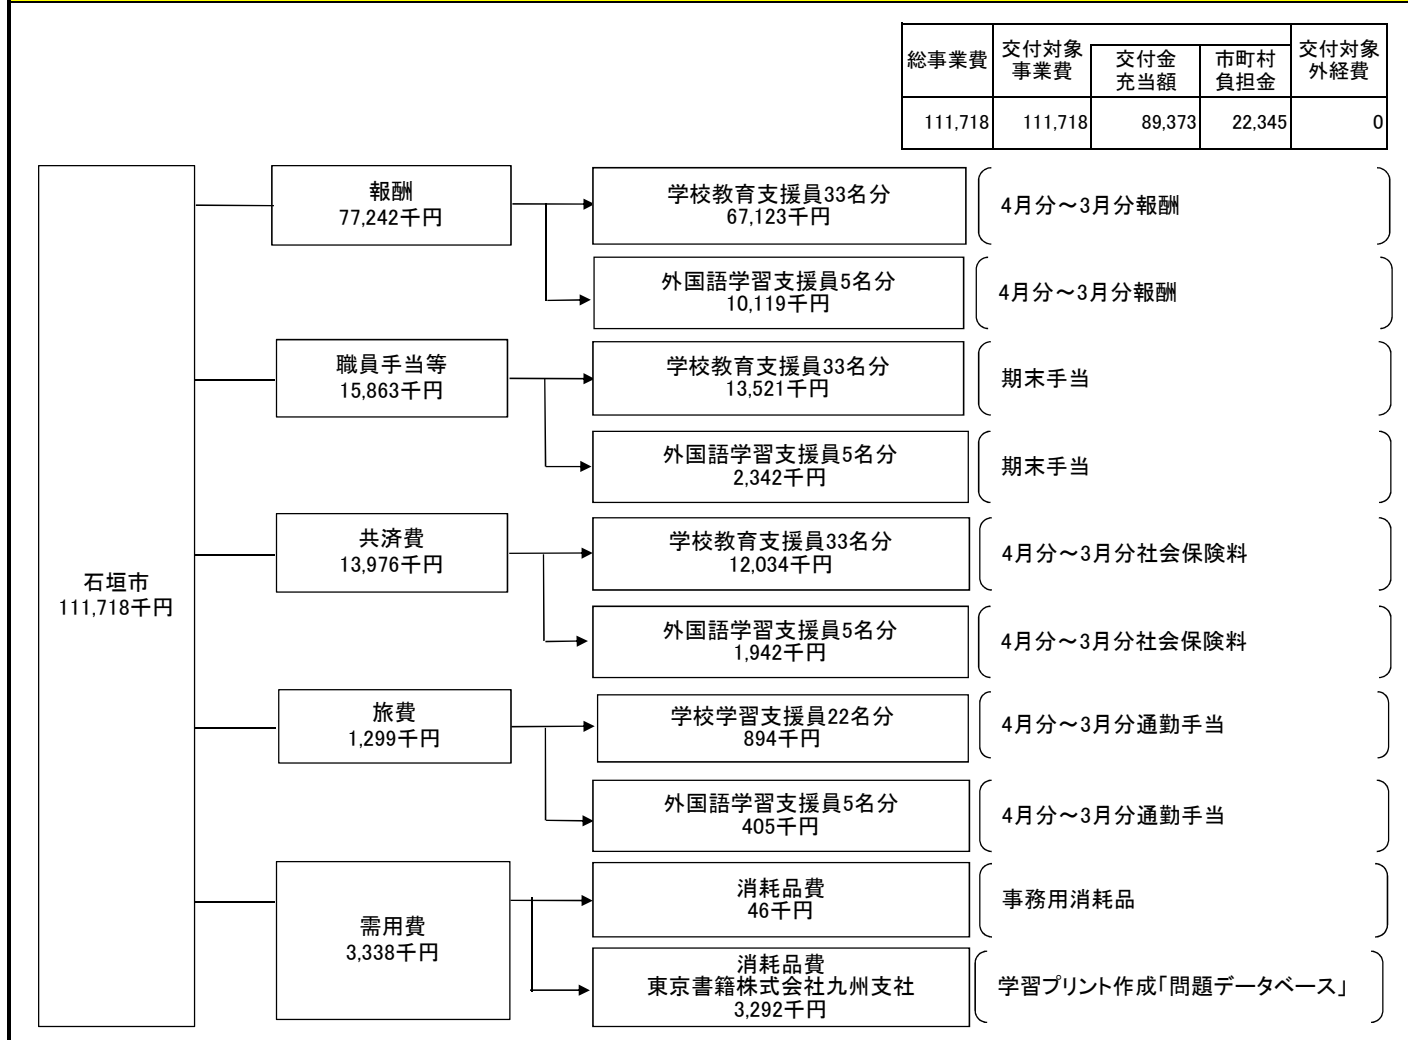 総事業費
交付対象
事業費
交付金
充当額
市町村
負担金
交付対象
外経費
111,718
111,718
89,373
22,345
0
石垣市
111,718千円
報酬
77,242千円
学校教育支援員33名分
67,123千円
4月分～3月分報酬
外国語学習支援員5名分
10,119千円
4月分～3月分報酬
職員手当等
15,863千円
学校教育支援員33名分
13,521千円
期末手当
外国語学習支援員5名分
2,342千円
期末手当
共済費
13,976千円
学校教育支援員33名分
12,034千円
4月分～3月分社会保険料
外国語学習支援員5名分
1,942千円
4月分～3月分社会保険料
旅費
1,299千円
学校学習支援員22名分
894千円
4月分～3月分通勤手当
外国語学習支援員5名分
405千円
4月分～3月分通勤手当
需用費
3,338千円
消耗品費
46千円
事務用消耗品
消耗品費
東京書籍株式会社九州支社
3,292千円
学習プリント作成「問題データベース」